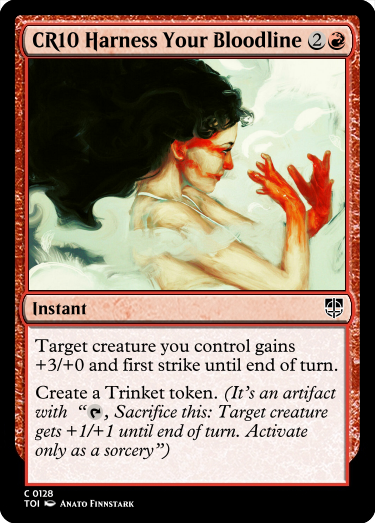 CR10 Harness Your Bloodline 2
Instant
Target creature you control gains
+3/+0 and first strike until end of turn.
Create a Trinket token. (It's an artifact
with “, Sacrifice this: Target creature
gets +1/+1 until end of turn. Activate
only as a sorcery”)
C 0128
TOI Anato Finnstark